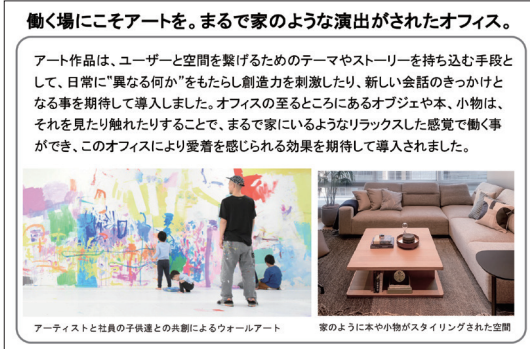 働く場にこそアートを。まるで家のような演出がされたオフィス。
アート作品は、ユーザーと空間を繋げるためのテーマやストーリーを持ち込む手段と
して、日常に“異なる何か”をもたらし創造力を刺激したり、新しい会話のきっかけと
なる事を期待して導入しました。オフィスの至るところにあるオブジェや本、小物は、
それを見たり触れたりすることで、まるで家にいるようなリラックスした感覚で働く事
ができ、このオフィスにより愛着を感じられる効果を期待して導入されました。
アーティストと社員の子供達との共創によるウォールアート
家のように本や小物がスタイリングされた空間